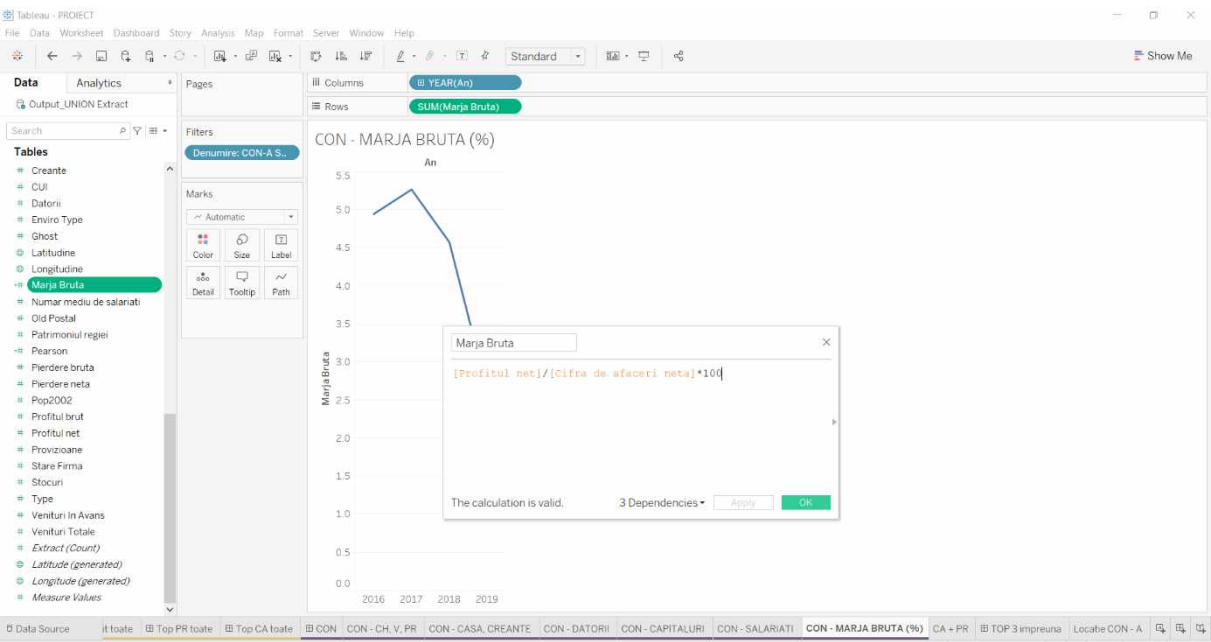 Tableau - PROIECT
File Data Worksheet Dashboard Story Analysis Map Format Server Window Help
Standard
Show Me
Data Analytics
Output_UNION Extract
Search
Tables
Creante
CUI
Datorii
Enviro Type
Ghost
Latitudine
Longitudine
Marja Bruta
Numar mediu de salariati
Old Postal
Patrimoniul regiei
Pearson
Pierdere bruta
Pierdere neta
Pop2002
Profitul brut
Profitul net
Provizioane
Stare Firma
Stocuri
Type
Venituri In Avans
Venituri Totale
Extract (Count)
Latitude (generated)
Longitude (generated)
Measure Values
Pages
Filters
Denumire: CON-A S..
Marks
Automatic
Color Size Label
Detail Tooltip Path
Columns YEAR(An)
Rows SUM(Marja Bruta)
CON - MARJA BRUTA (%)
An
5.5
5.0
4.5
4.0
3.5
3.0
2.5
2.0
1.5
1.0
0.5
0.0
Marja Bruta
2016 2017 2018 2019
Marja Bruta
[Profitul net]/[Cifra de afaceri neta]*100
The calculation is valid. 3 Dependencies Apply OK
Data Source it toate Top PR toate Top CA toate CON CON - CH, V, PR CON - CASA, CREANTE CON - DATORII CON - CAPITALURI CON - SALARIATI CON - MARJA BRUTA (%) CA + PR TOP 3 impreuna Locatie CON - A